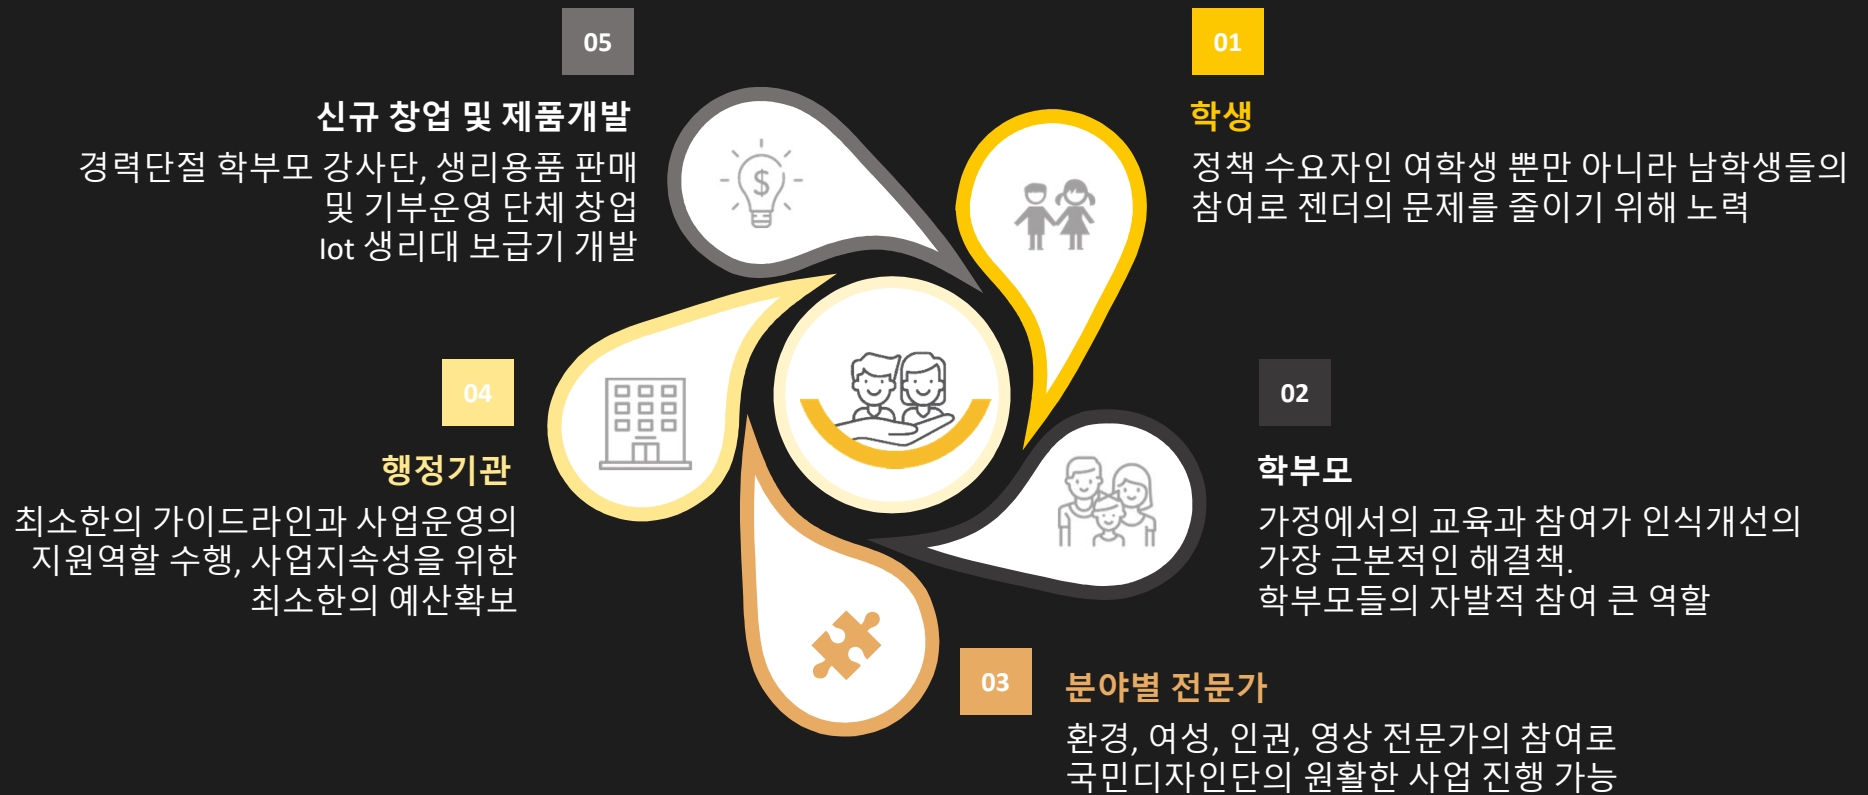 01
학생
정책 수요자인 여학생 뿐만 아니라 남학생들의
참여로 젠더의 문제를 줄이기 위해 노력
02
학부모
가정에서의 교육과 참여가 인식개선의
가장 근본적인 해결책.
학부모들의 자발적 참여 큰 역할
03
분야별 전문가
환경, 여성, 인권, 영상 전문가의 참여로
국민디자인단의 원활한 사업 진행 가능
04
행정기관
최소한의 가이드라인과 사업운영의
지원역할 수행, 사업지속성을 위한
최소한의 예산확보
05
신규 창업 및 제품개발
경력단절 학부모 강사단, 생리용품 판매
및 기부운영 단체 창업
Iot 생리대 보급기 개발
$